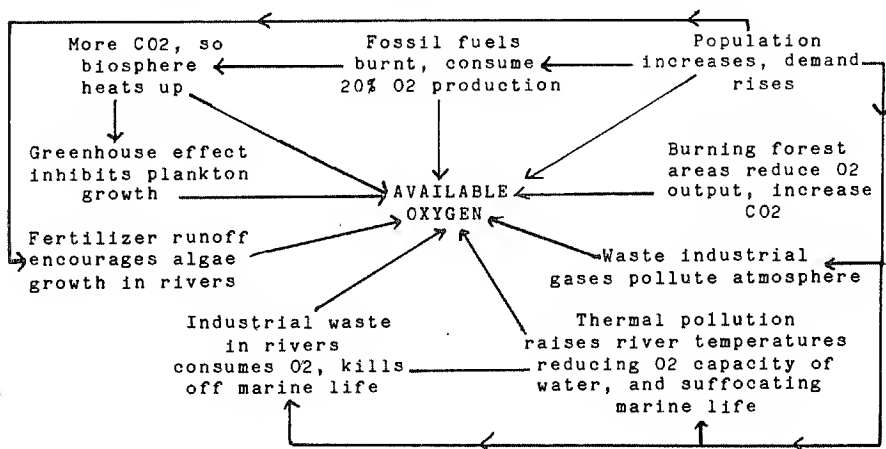 More CO2, so
biosphere
heats up
Fossil fuels
burnt, consume
20% O2 production
Population
increases, demand
rises
Greenhouse effect
inhibits plankton
growth
AVAILABLE
OXYGEN
Burning forest
areas reduce O2
output, increase
CO2
Fertilizer runoff
encourages algae
growth in rivers
Waste industrial
gases pollute atmosphere
Industrial waste
in rivers
consumes O2, kills
off marine life
Thermal pollution
raises river temperatures
reducing O2 capacity of
water, and suffocating
marine life